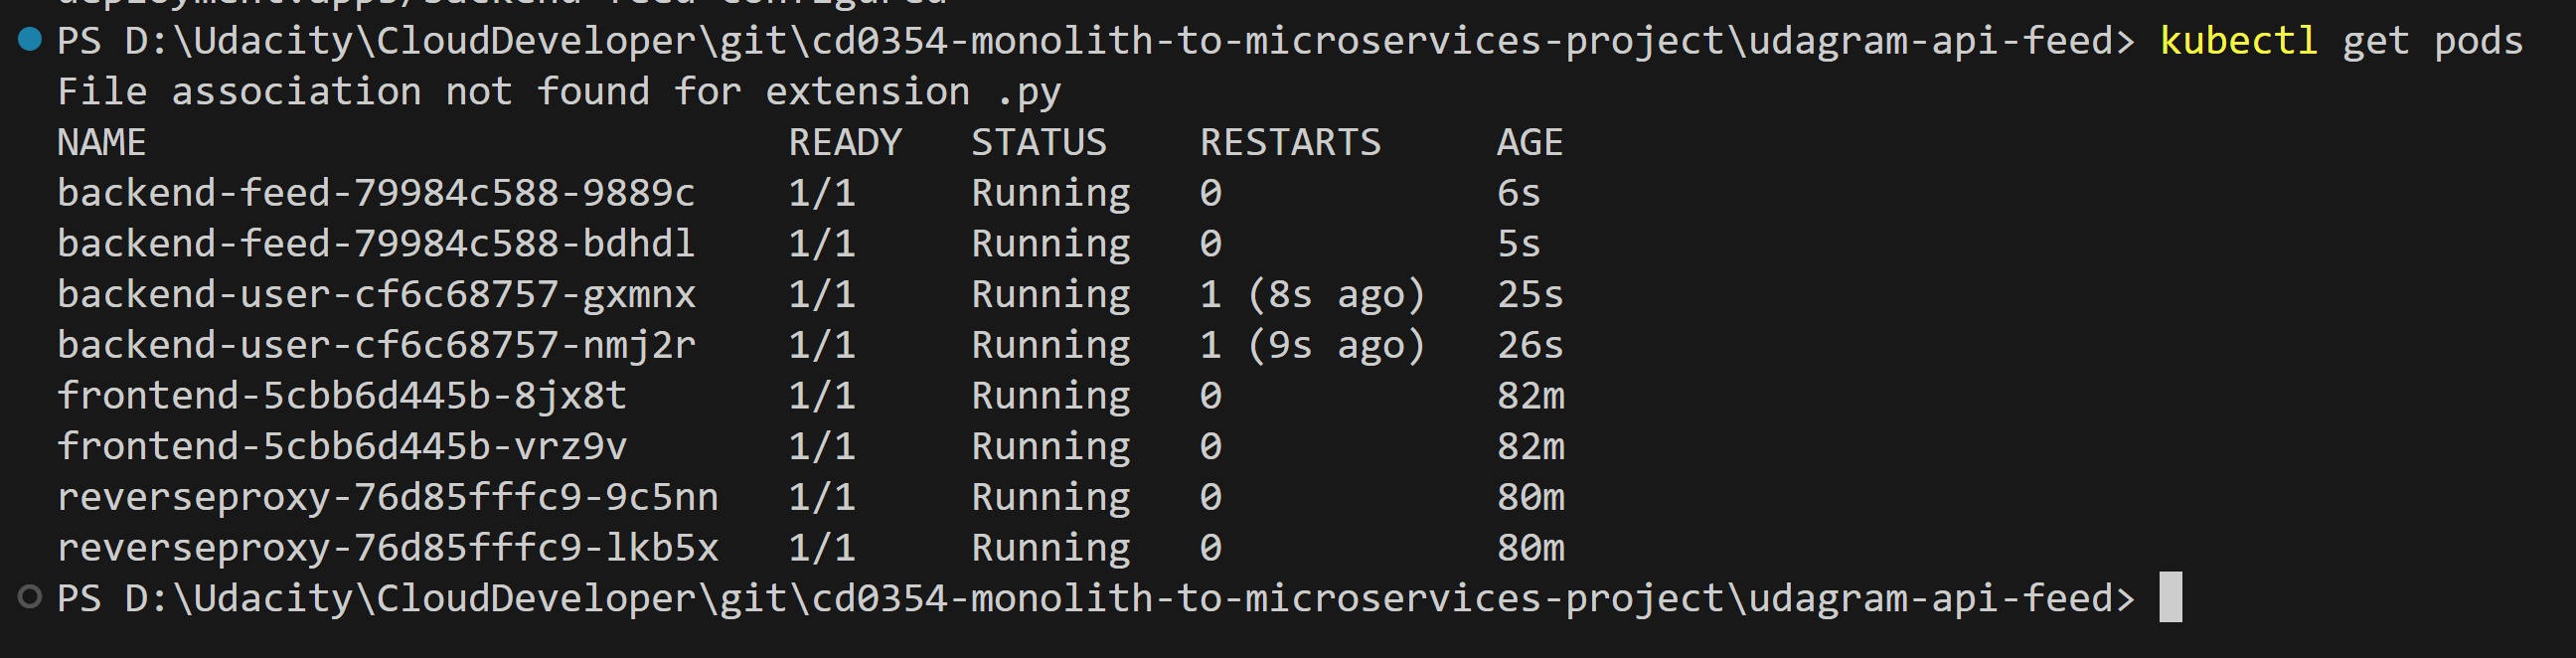 deployment.apps/backend-feed configured
PS D:\Udacity\CloudDeveloper\git\cd0354-monolith-to-microservices-project\udagram-api-feed> kubectl get pods
File association not found for extension .py
NAME                            READY   STATUS    RESTARTS     AGE
backend-feed-79984c588-9889c    1/1     Running   0            6s
backend-feed-79984c588-bdhdl    1/1     Running   0            5s
backend-user-cf6c68757-gxmnx    1/1     Running   1 (8s ago)   25s
backend-user-cf6c68757-nmj2r    1/1     Running   1 (9s ago)   26s
frontend-5cbb6d445b-8jx8t       1/1     Running   0            82m
frontend-5cbb6d445b-vrz9v       1/1     Running   0            82m
reverseproxy-76d85fffc9-9c5nn   1/1     Running   0            80m
reverseproxy-76d85fffc9-lkb5x   1/1     Running   0            80m
PS D:\Udacity\CloudDeveloper\git\cd0354-monolith-to-microservices-project\udagram-api-feed>